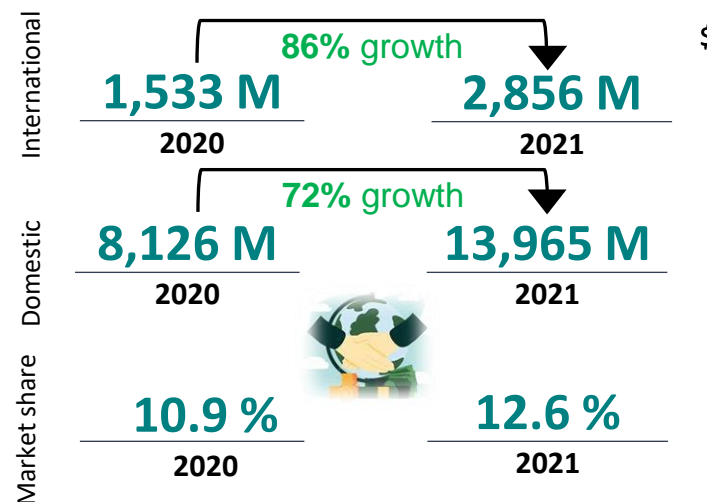 International
86% growth
1,533 M
2,856 M
2020
2021
$
Domestic
72% growth
8,126 M
13,965 M
2020
2021
Market share
10.9 %
12.6 %
2020
2021